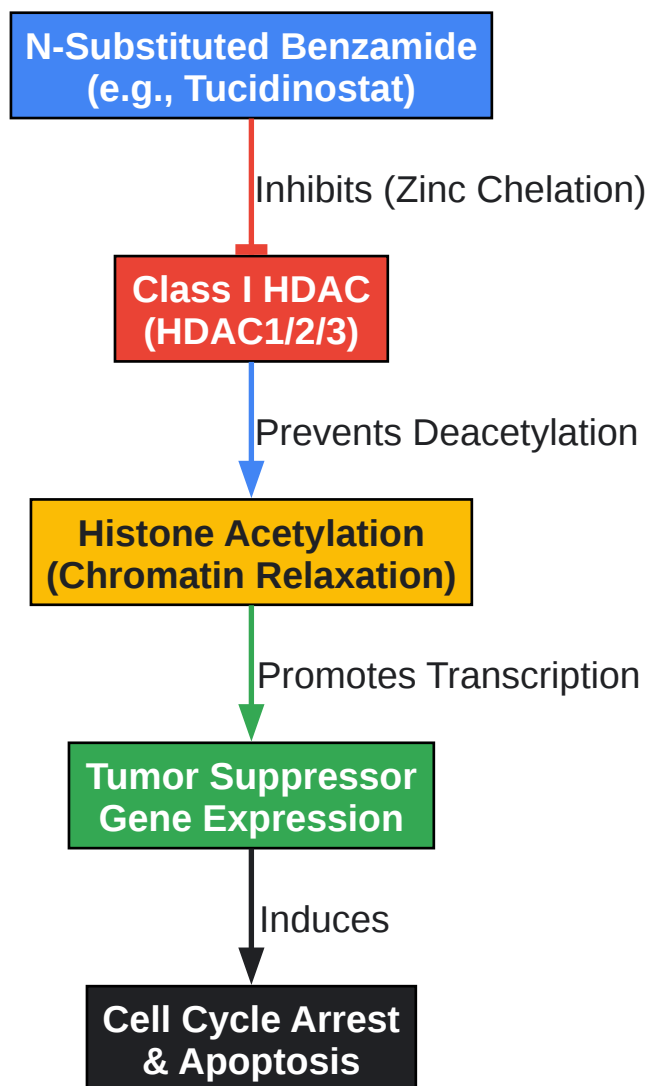 N-Substituted Benzamide
(e.g., Tucidinostat)
Inhibits (Zinc Chelation)
Class I HDAC
(HDAC1/2/3)
Prevents Deacetylation
Histone Acetylation
(Chromatin Relaxation)
Promotes Transcription
Tumor Suppressor
Gene Expression
Induces
Cell Cycle Arrest
& Apoptosis